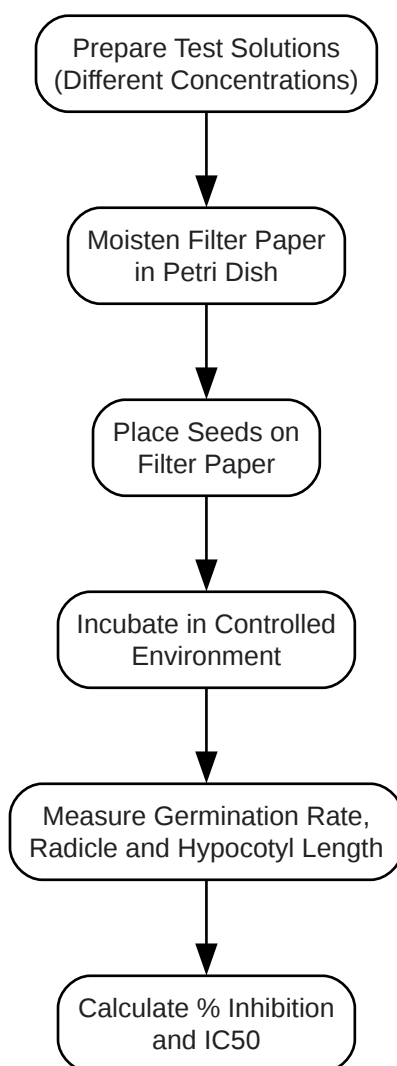 Prepare Test Solutions
(Different Concentrations)
Moisten Filter Paper
in Petri Dish
Place Seeds on
Filter Paper
Incubate in Controlled
Environment
Measure Germination Rate,
Radicle and Hypocotyl Length
Calculate % Inhibition
and IC50